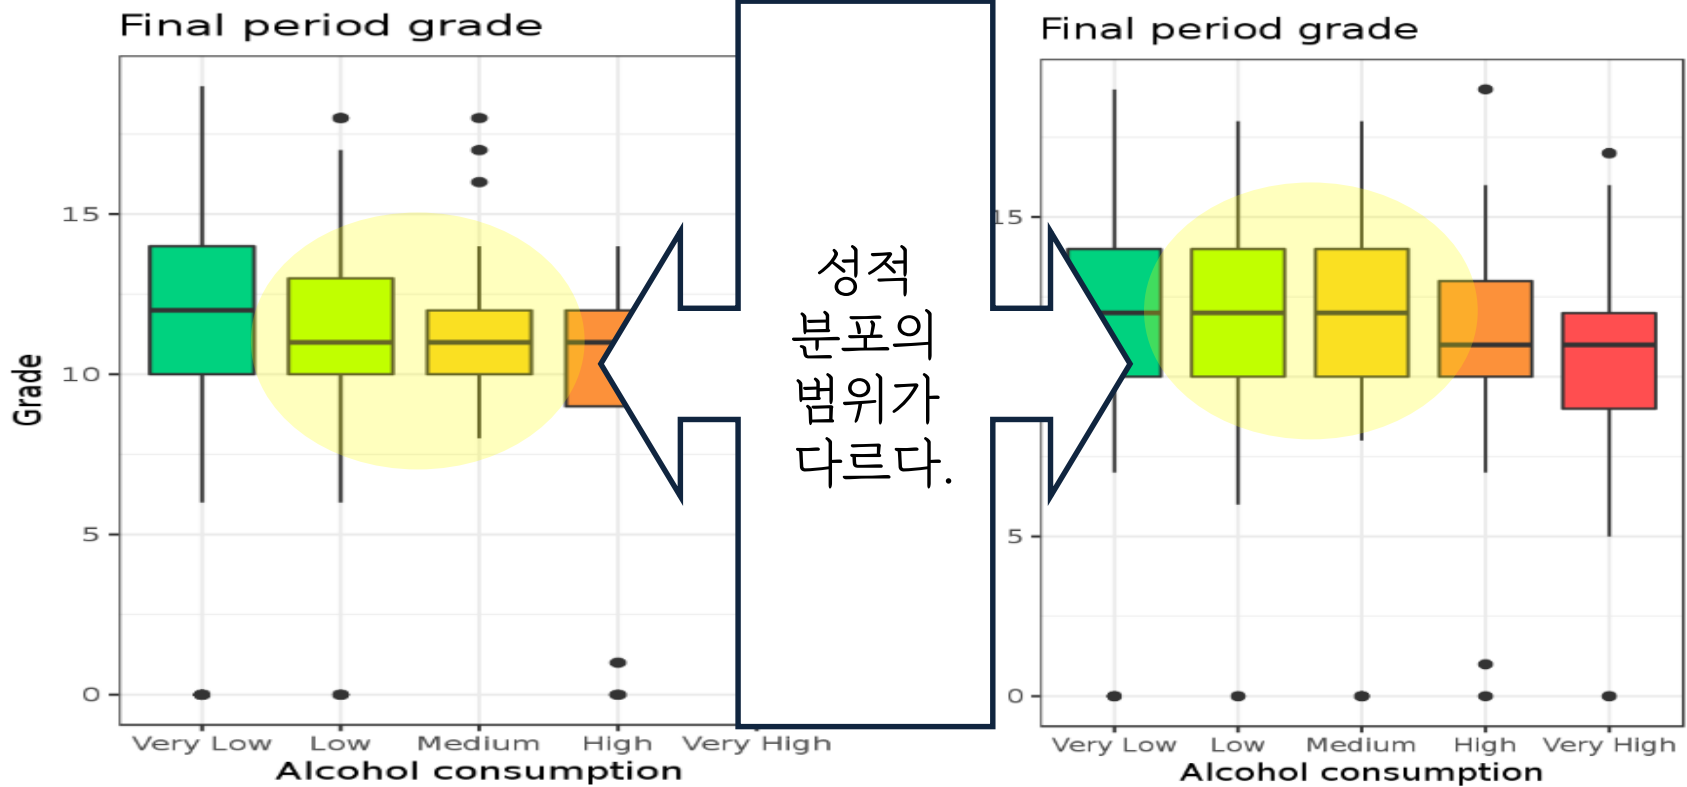 Final period grade
15
10
5
0
Grade
Very Low Low Medium High Very High
Alcohol consumption
성적
분포의
범위가
다르다.
Final period grade
15
5
0
Very Low Low Medium High Very High
Alcohol consumption